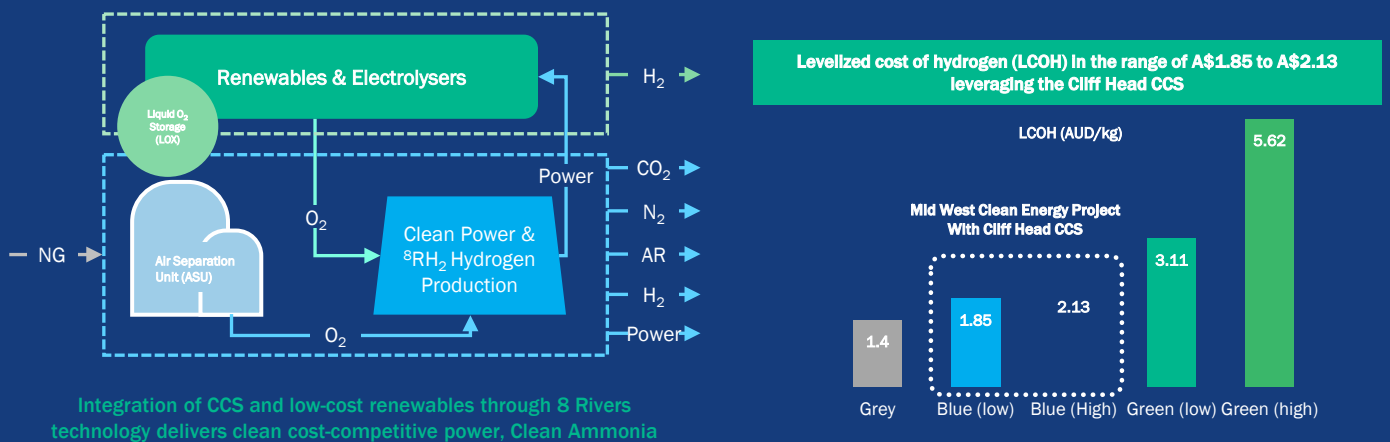 Renewables & Electrolysers
Liquid O₂
Storage
(LOX)
H₂
Power
CO₂
O₂
N₂
Clean Power &
⁸RH₂ Hydrogen
Production
NG
Air Separation
Unit (ASU)
AR
H₂
O₂
Power
Integration of CCS and low-cost renewables through 8 Rivers
technology delivers clean cost-competitive power, Clean Ammonia
Levelized cost of hydrogen (LCOH) in the range of A$1.85 to A$2.13
leveraging the Cliff Head CCS
LCOH (AUD/kg)
Mid West Clean Energy Project
With Cliff Head CCS
1.4
1.85
2.13
3.11
5.62
Grey
Blue (low)
Blue (High)
Green (low)
Green (high)